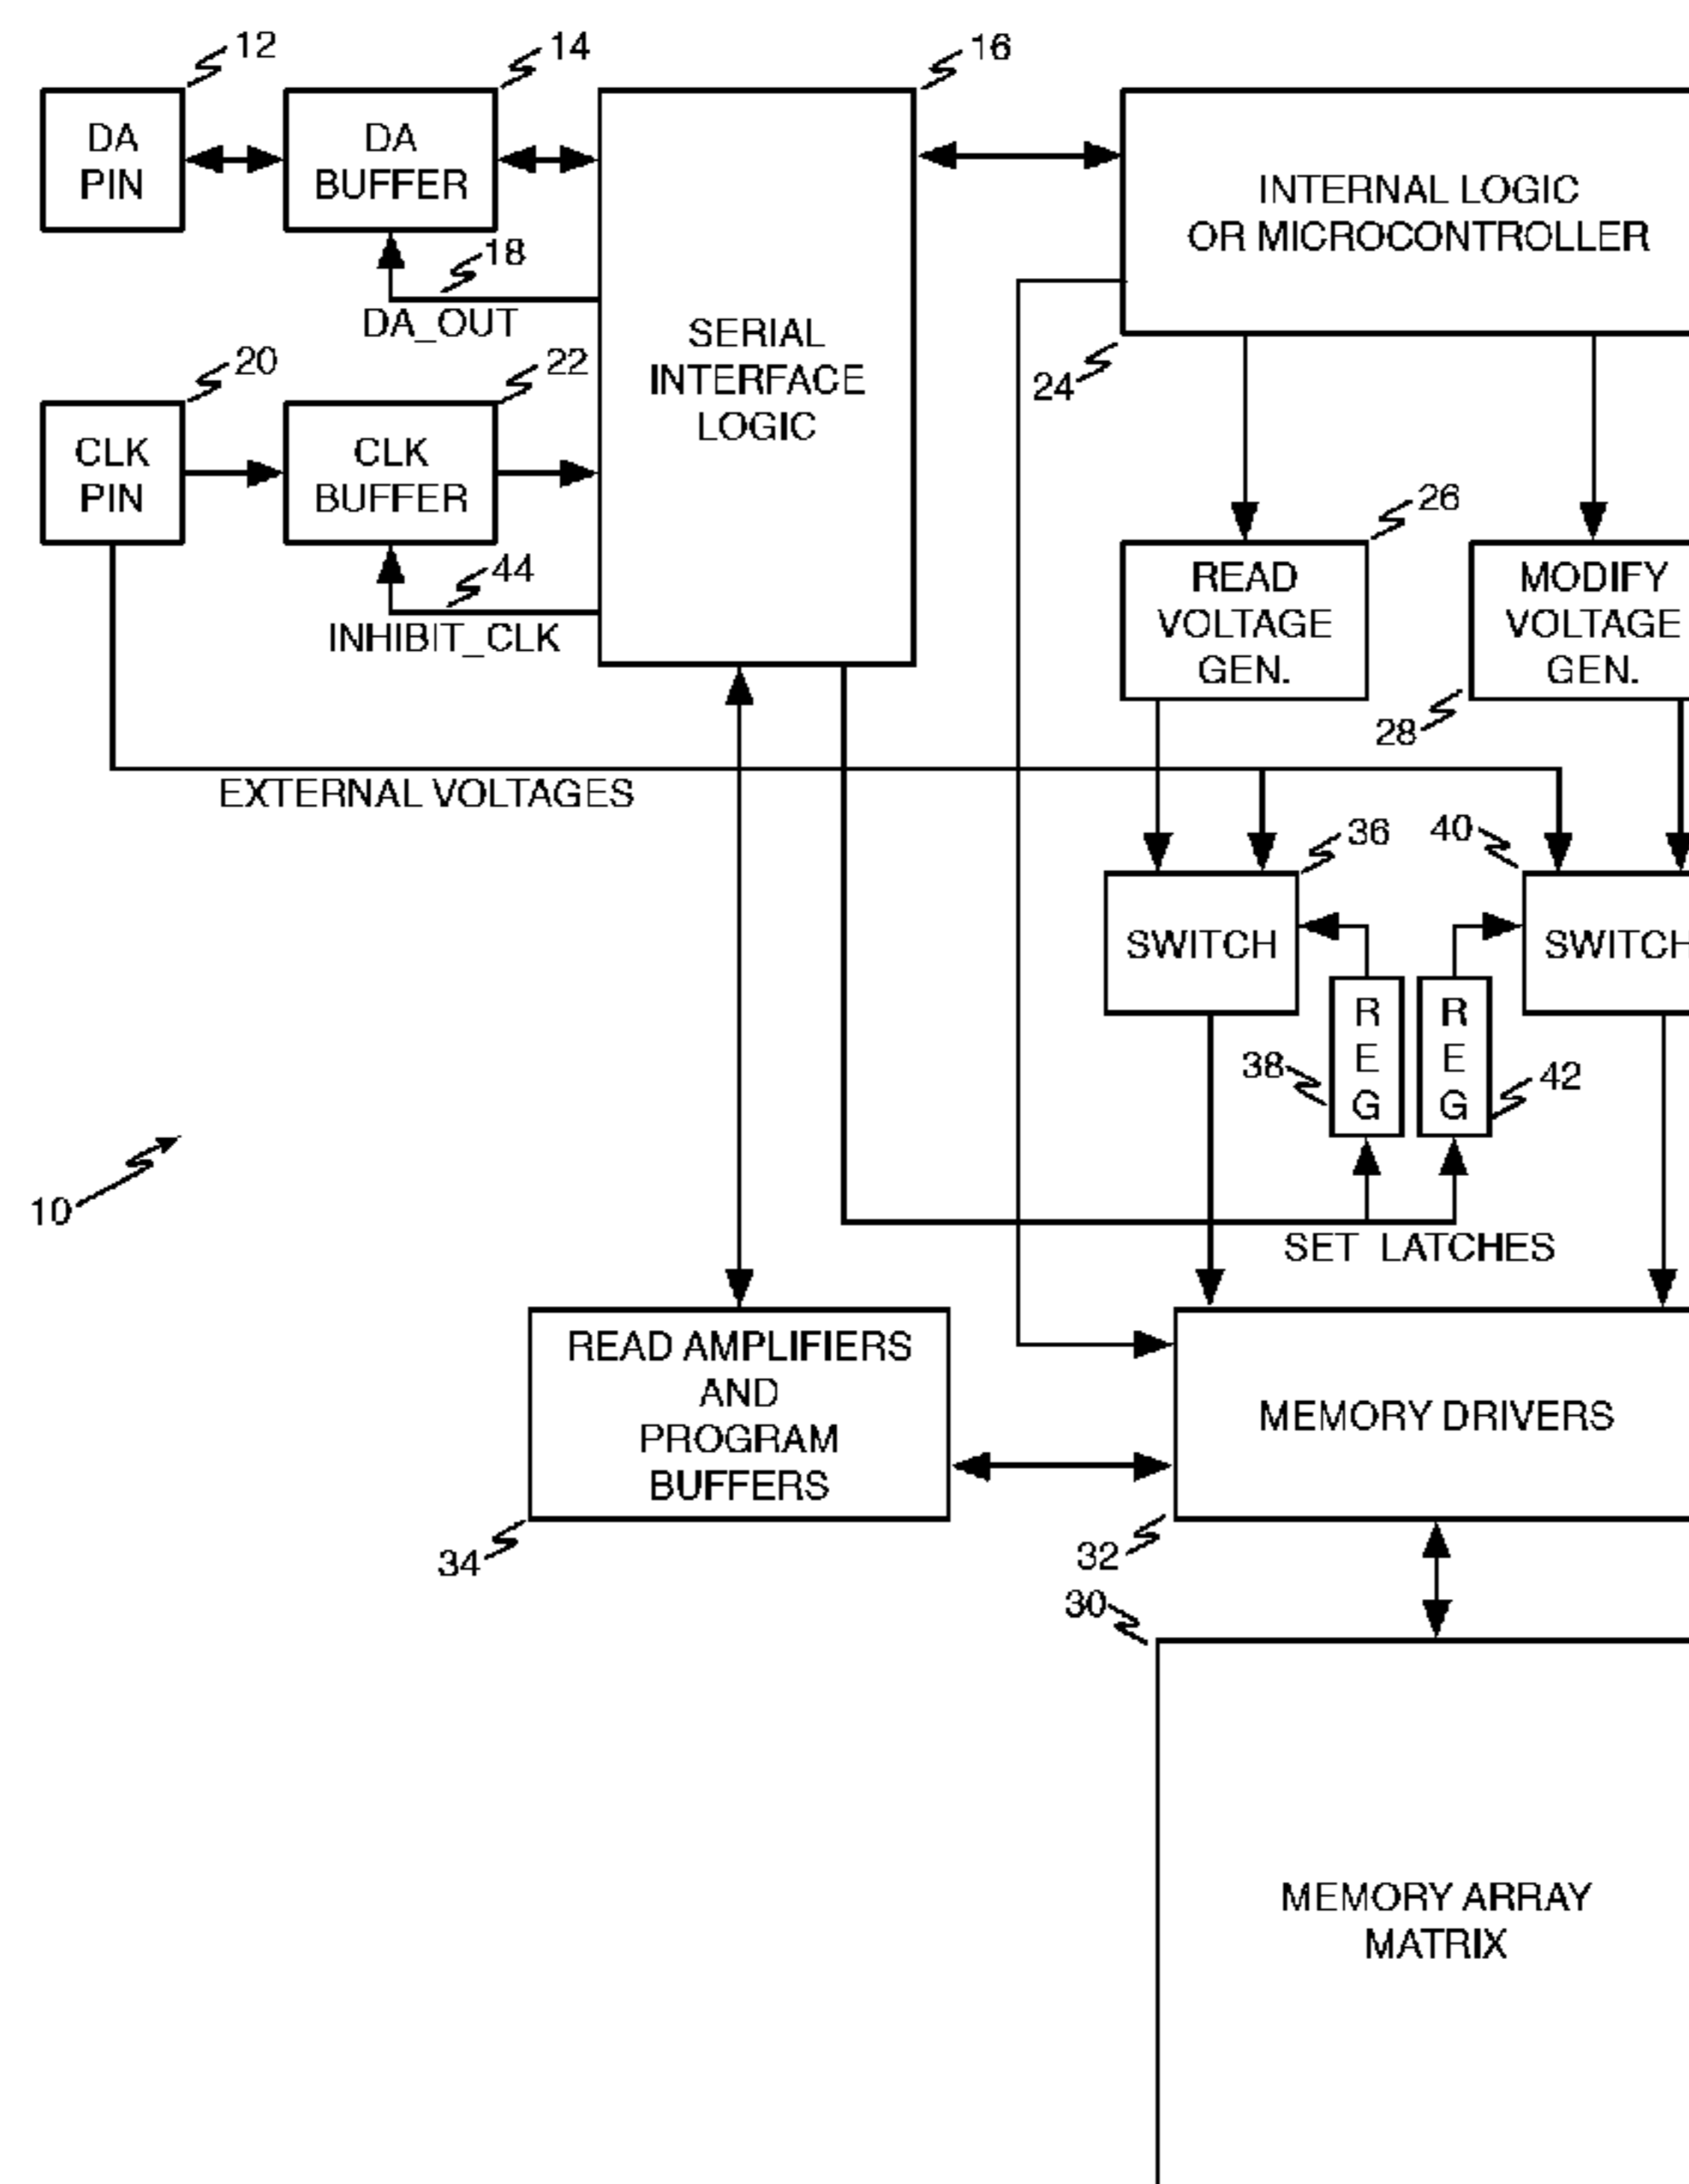 12
14
16
DA
PIN
DA
BUFFER
INTERNAL LOGIC
OR MICROCONTROLLER
18
DA_OUT
SERIAL
INTERFACE
LOGIC
20
22
24
CLK
PIN
CLK
BUFFER
44
INHIBIT_CLK
26
READ
VOLTAGE
GEN.
MODIFY
VOLTAGE
GEN.
28
EXTERNAL VOLTAGES
36
40
SWITCH
SWITCH
R
E
G
R
E
G
38
42
10
SET LATCHES
READ AMPLIFIERS
AND
PROGRAM
BUFFERS
MEMORY DRIVERS
34
32
30
MEMORY ARRAY
MATRIX